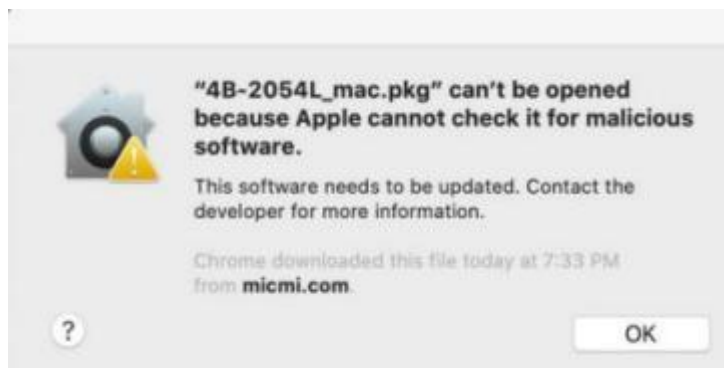 “4B-2054L_mac.pkg” can’t be opened
because Apple cannot check it for malicious
software.
This software needs to be updated. Contact the
developer for more information.
Chrome downloaded this file today at 7:33 PM
from micmi.com.
?
OK